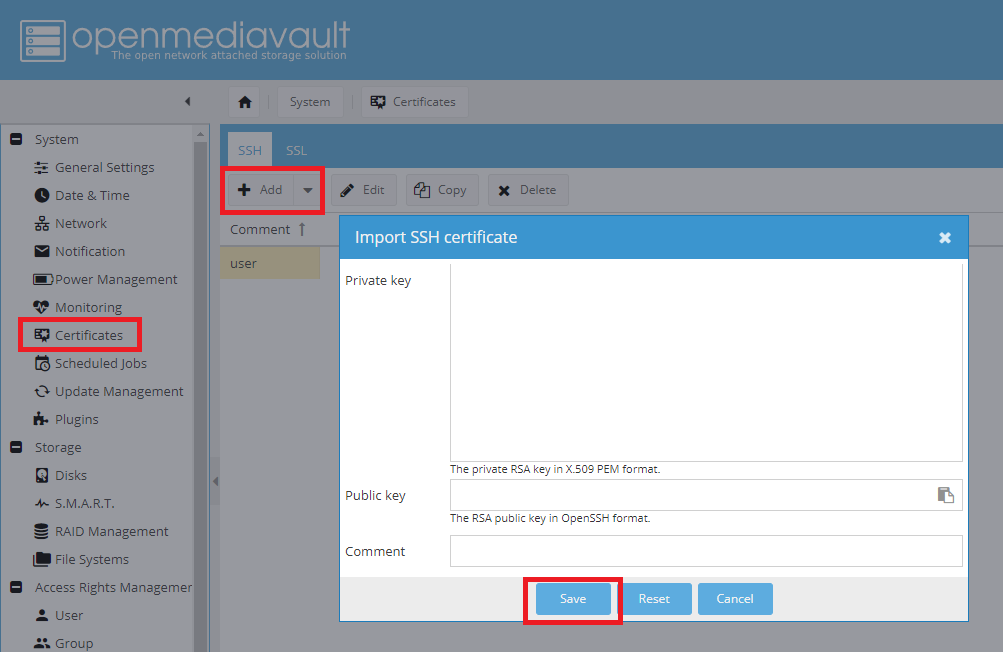 openmediavault
The open network attached storage solution
System
Certificates
System
General Settings
Date & Time
Network
Notification
Power Management
Monitoring
Certificates
Scheduled Jobs
Update Management
Plugins
Storage
Disks
S.M.A.R.T.
RAID Management
File Systems
Access Rights Managemer
User
Group
SSH
SSL
Add
Edit
Copy
Delete
Comment
user
Import SSH certificate
Private key
The private RSA key in X.509 PEM format.
Public key
The RSA public key in OpenSSH format.
Comment
Save
Reset
Cancel